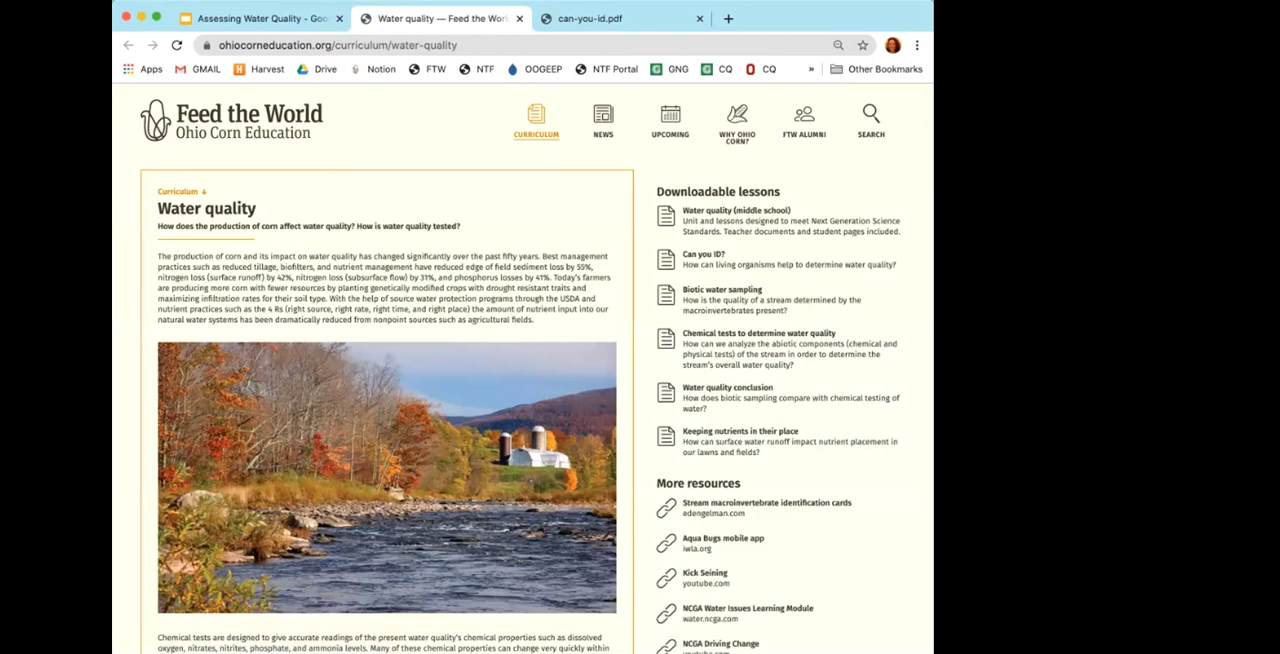 Assessing Water Quality - Goo
Water quality — Feed the Worl
can-you-id.pdf
ohiocorneducation.org/curriculum/water-quality
Apps
GMAIL
Harvest
Drive
Notion
FTW
NTF
OOGEEP
NTF Portal
GNG
CQ
CQ
»
Other Bookmarks
Feed the World
Ohio Corn Education
CURRICULUM
NEWS
UPCOMING
WHY OHIO
CORN?
FTW ALUMNI
SEARCH
Curriculum ↓
Water quality
How does the production of corn affect water quality? How is water quality tested?
The production of corn and its impact on water quality has changed significantly over the past fifty years. Best management
practices such as reduced tillage, biofilters, and nutrient management have reduced edge of field sediment loss by 55%,
nitrogen loss (surface runoff) by 42%, nitrogen loss (subsurface flow) by 31%, and phosphorus losses by 41%. Today's farmers
are producing more corn with fewer resources by planting genetically modified crops with drought resistant traits and
maximizing infiltration rates for their soil type. With the help of source water protection programs through the USDA and
nutrient practices such as the 4 Rs (right source, right rate, right time, and right place) the amount of nutrient input into our
natural water systems has been dramatically reduced from nonpoint sources such as agricultural fields.
Chemical tests are designed to give accurate readings of the present water quality's chemical properties such as dissolved
oxygen, nitrates, nitrites, phosphate, and ammonia levels. Many of these chemical properties can change very quickly within
Downloadable lessons
Water quality (middle school)
Unit and lessons designed to meet Next Generation Science
Standards. Teacher documents and student pages included.
Can you ID?
How can living organisms help to determine water quality?
Biotic water sampling
How is the quality of a stream determined by the
macroinvertebrates present?
Chemical tests to determine water quality
How can we analyze the abiotic components (chemical and
physical tests) of the stream in order to determine the
stream's overall water quality?
Water quality conclusion
How does biotic sampling compare with chemical testing of
water?
Keeping nutrients in their place
How can surface water runoff impact nutrient placement in
our lawns and fields?
More resources
Stream macroinvertebrate identification cards
edengelman.com
Aqua Bugs mobile app
iwla.org
Kick Seining
youtube.com
NCGA Water Issues Learning Module
water.ncga.com
NCGA Driving Change
youtube.com